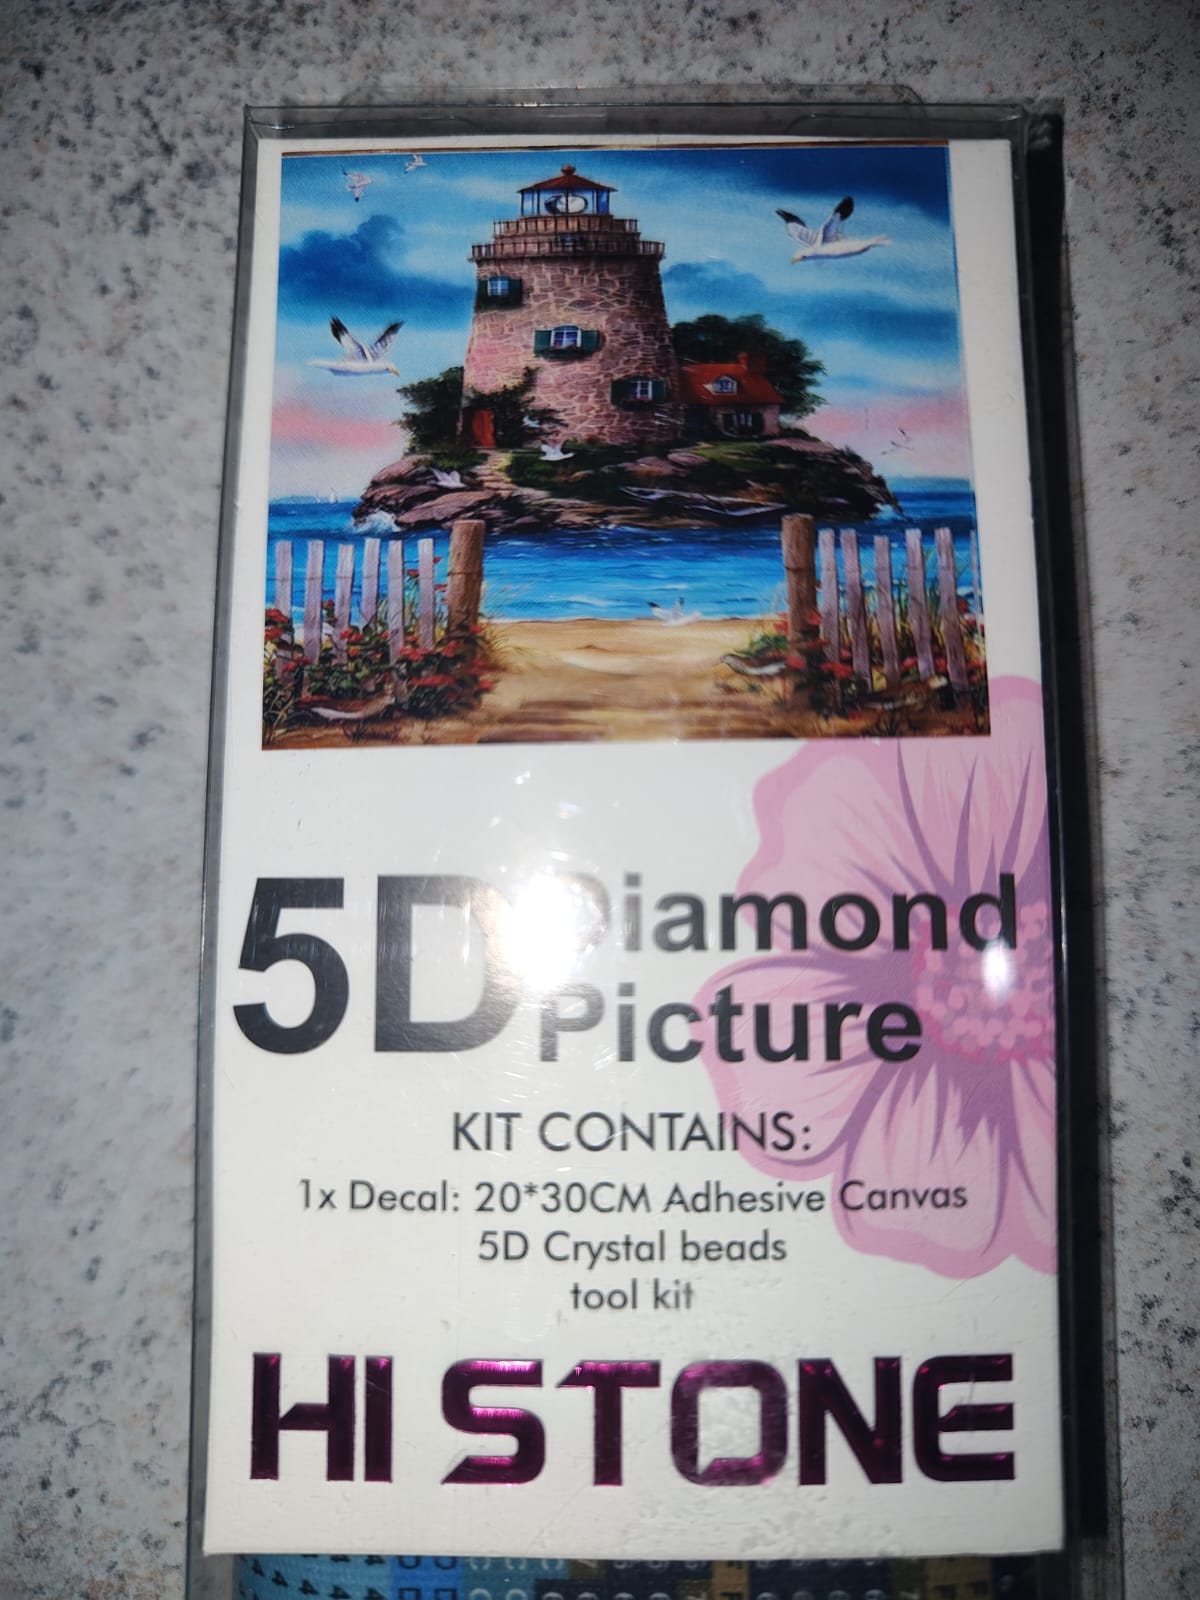 5D Diamond
Picture
KIT CONTAINS:
1x Decal: 20*30CM Adhesive Canvas
5D Crystal beads
tool kit
HI STONE